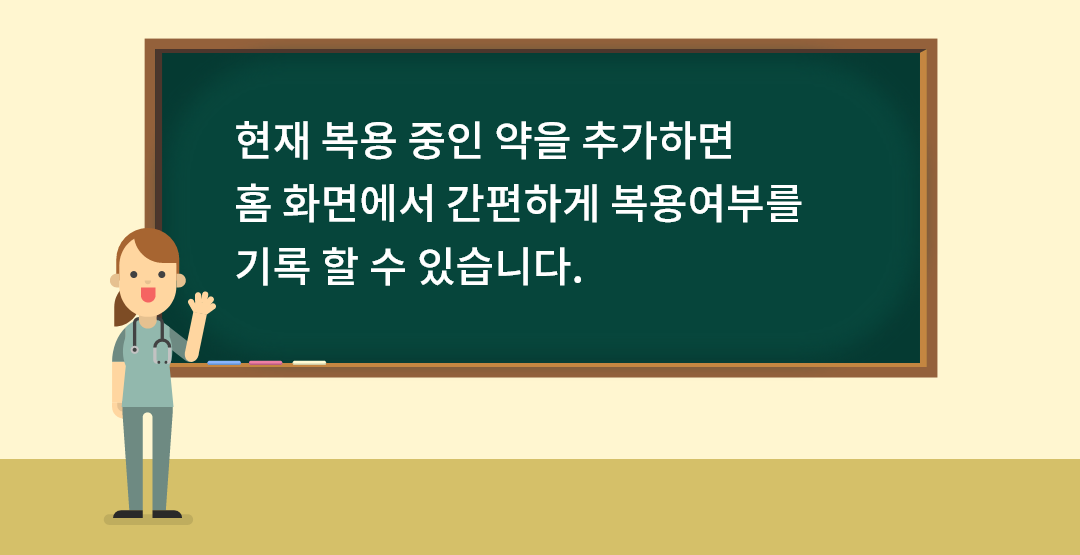 현재 복용 중인 약을 추가하면
홈 화면에서 간편하게 복용여부를
기록 할 수 있습니다.